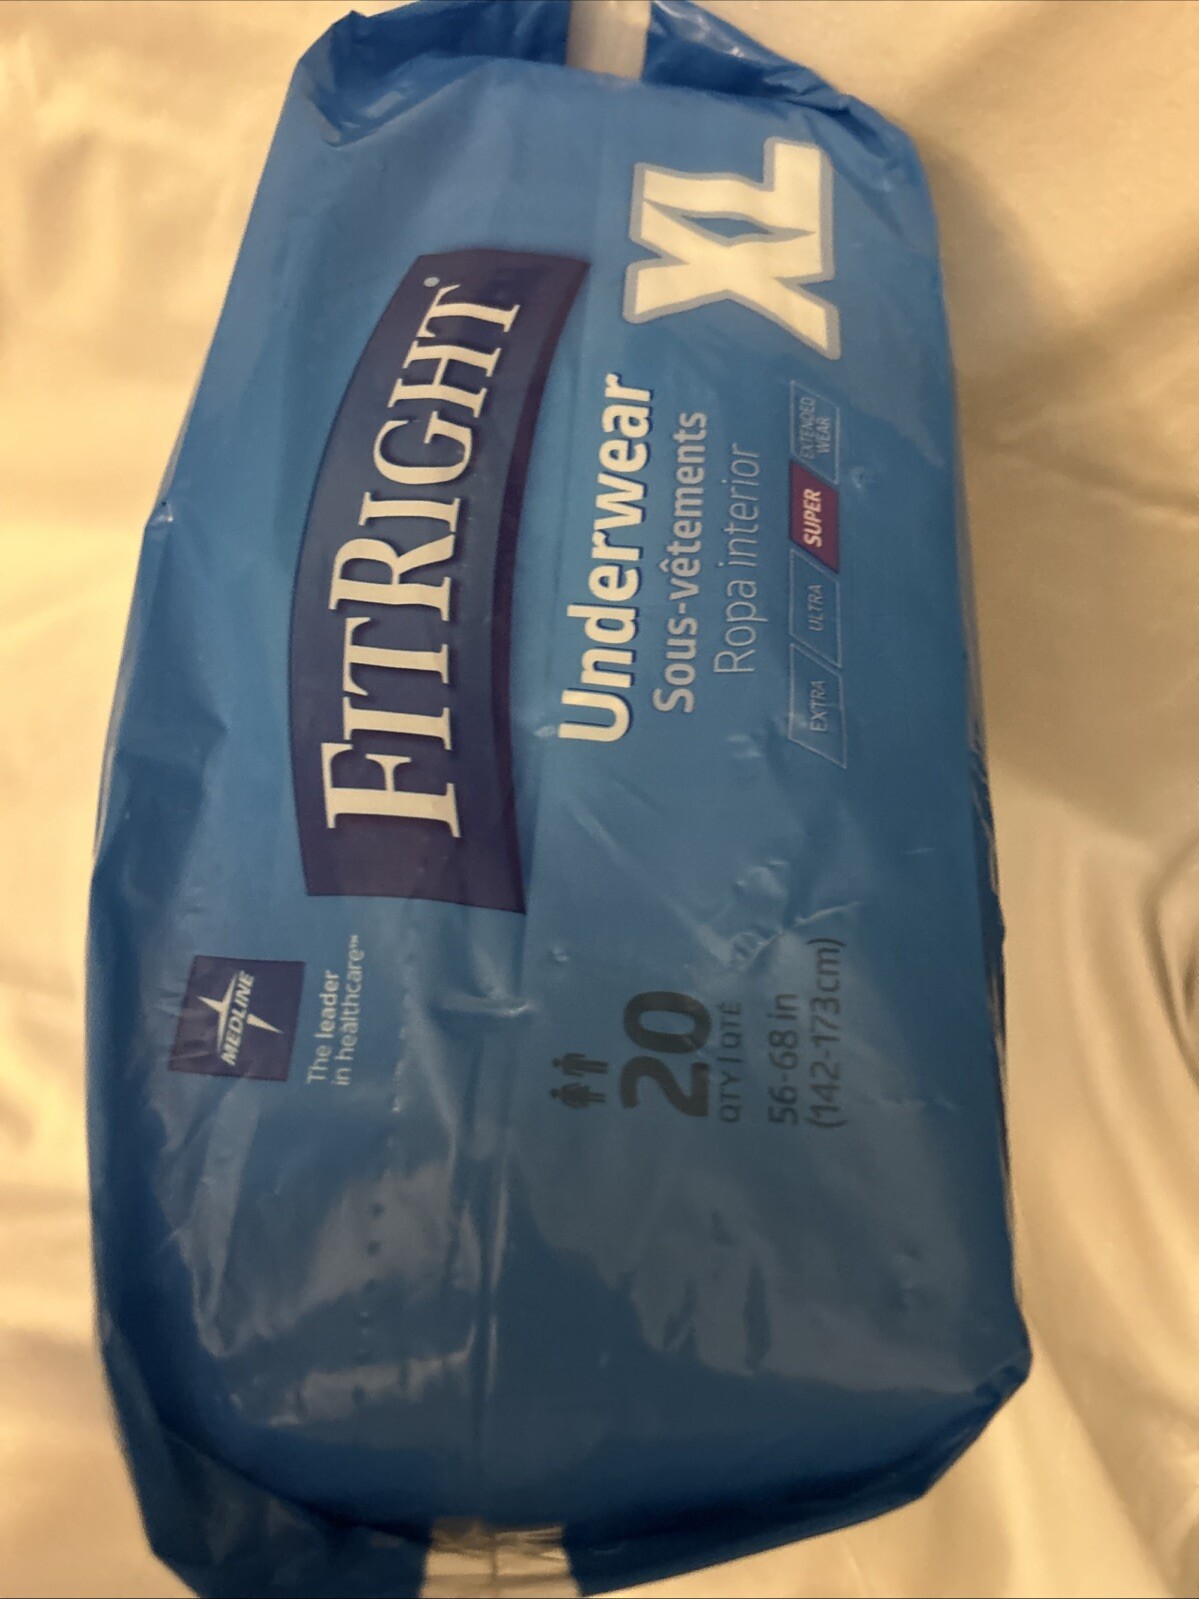 MEDLINE
The leader
in healthcare™
FITRIGHT
Underwear
Sous-vêtements
Ropa interior
XL
EXTRA
ULTRA
SUPER
EXTENDED
WEAR
20
QTY | QTÉ
56-68 in
(142-173cm)